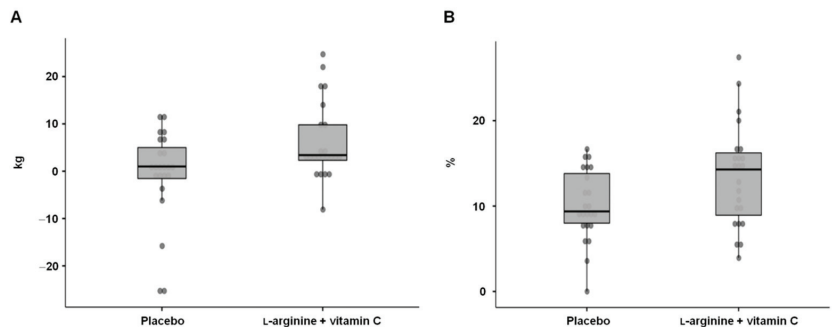 A
kg
20
10
0
−10
−20
Placebo
L-arginine + vitamin C
B
%
20
10
0
Placebo
L-arginine + vitamin C